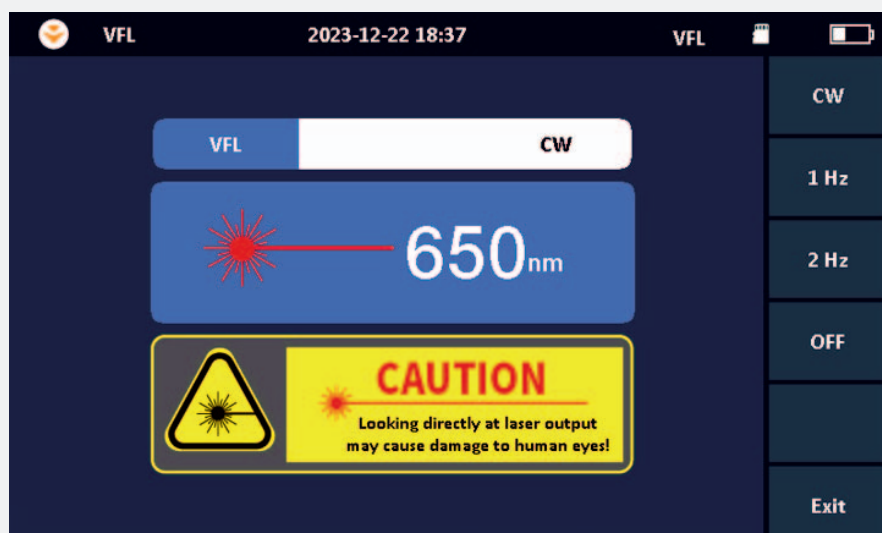 VFL 2023-12-22 18:37 VFL
CW
VFL CW
1 Hz
650nm
2 Hz
OFF
CAUTION
Looking directly at laser output
may cause damage to human eyes!
Exit